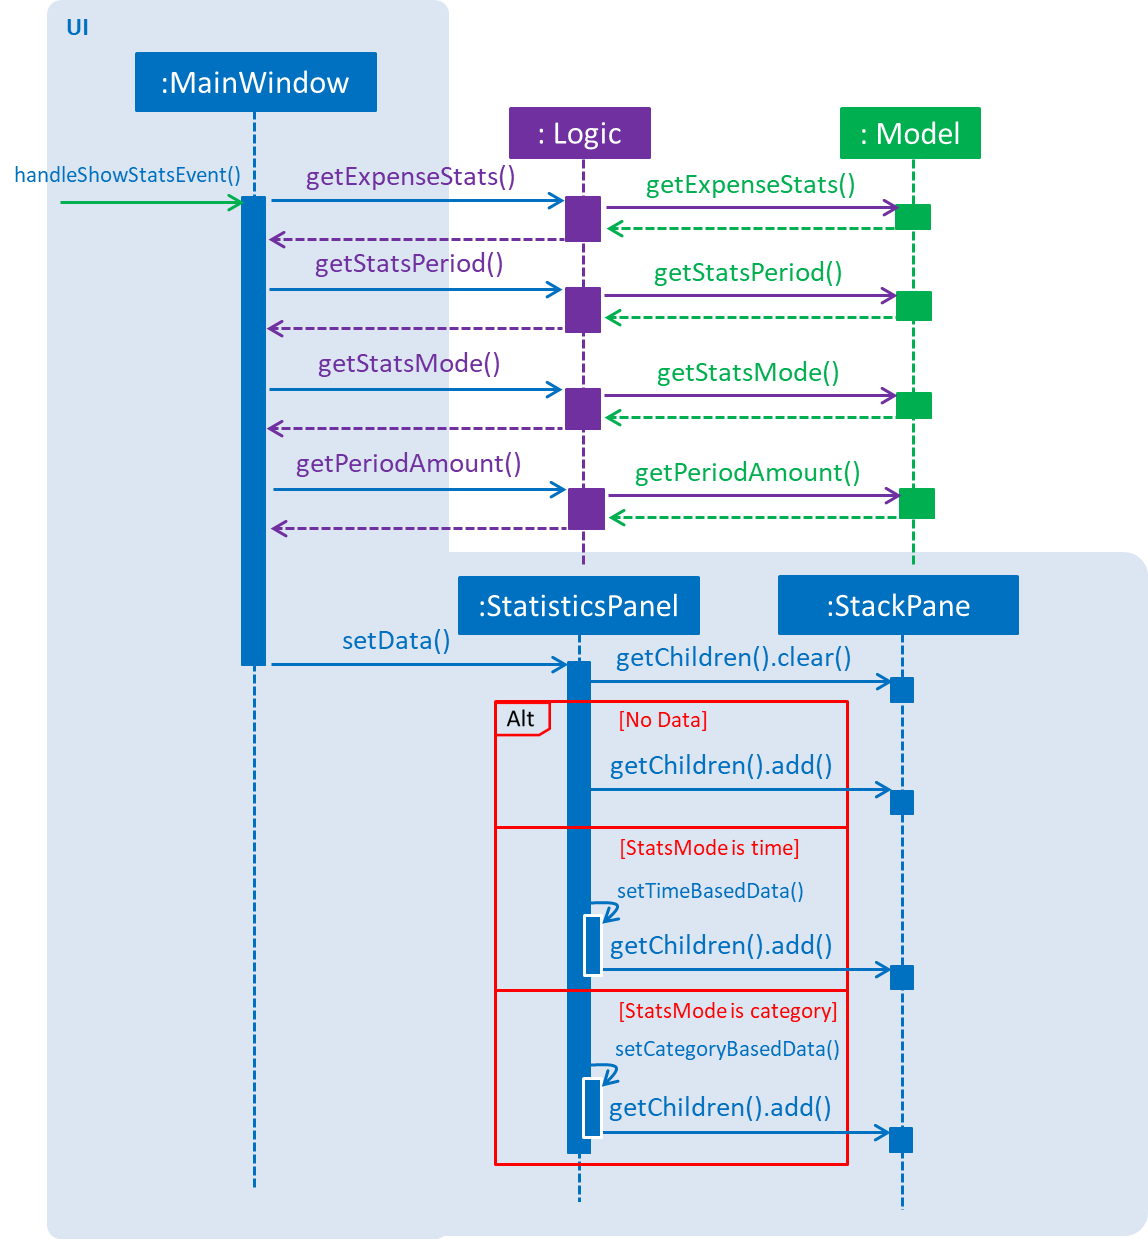 UI
:MainWindow
: Logic
: Model
handleShowStatsEvent()
getExpenseStats()
getExpenseStats()
getStatsPeriod()
getStatsPeriod()
getStatsMode()
getStatsMode()
getPeriodAmount()
getPeriodAmount()
:StatisticsPanel
:StackPane
setData()
getChildren().clear()
Alt
[No Data]
getChildren().add()
[StatsMode is time]
setTimeBasedData()
getChildren().add()
[StatsMode is category]
setCategoryBasedData()
getChildren().add()